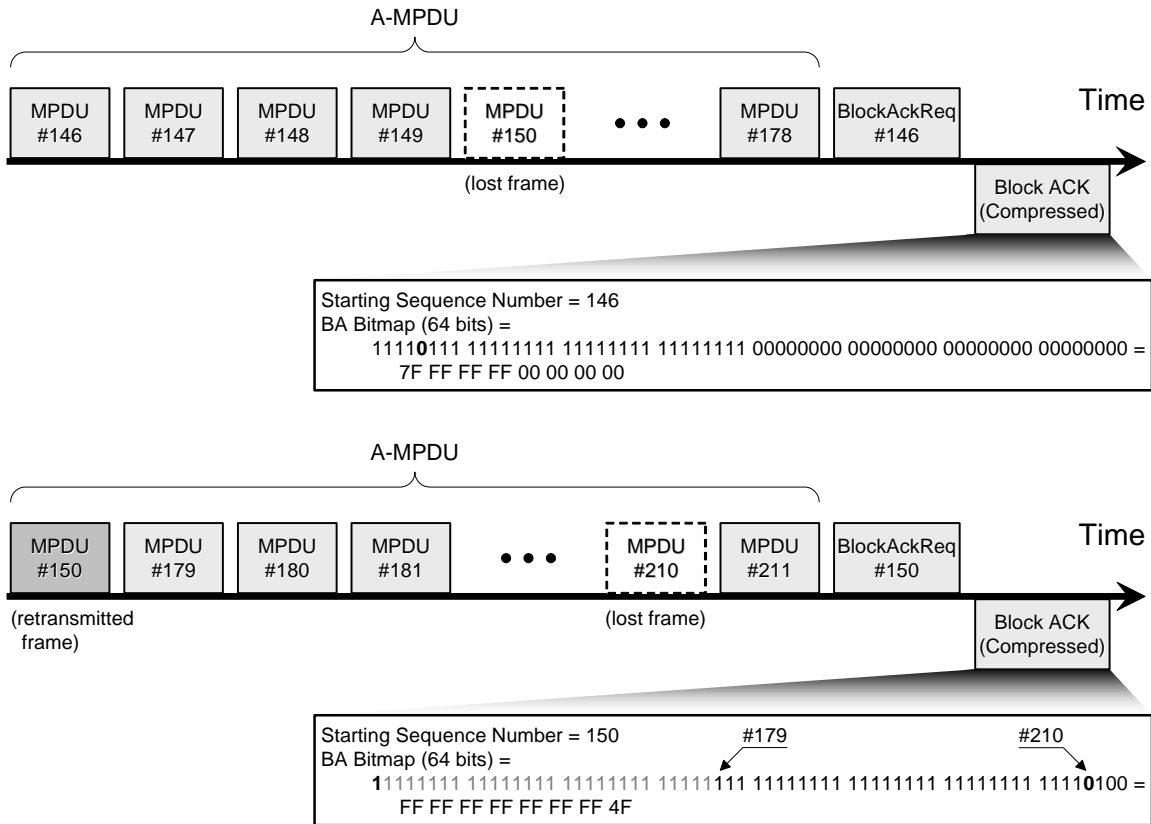 A-MPDU
MPDU
#146
MPDU
#147
MPDU
#148
MPDU
#149
MPDU
#150
MPDU
#178
BlockAckReq
#146
Time
(lost frame)
Block ACK
(Compressed)
Starting Sequence Number = 146
BA Bitmap (64 bits) =
11110111 11111111 11111111 11111111 00000000 00000000 00000000 00000000 =
7F FF FF FF 00 00 00 00
A-MPDU
MPDU
#150
MPDU
#179
MPDU
#180
MPDU
#181
MPDU
#210
MPDU
#211
BlockAckReq
#150
Time
(retransmitted
frame)
(lost frame)
Block ACK
(Compressed)
Starting Sequence Number = 150
#179
#210
BA Bitmap (64 bits) =
11111111 11111111 11111111 11111111 11111111 11111111 11111111 11110100 =
FF FF FF FF FF FF FF 4F